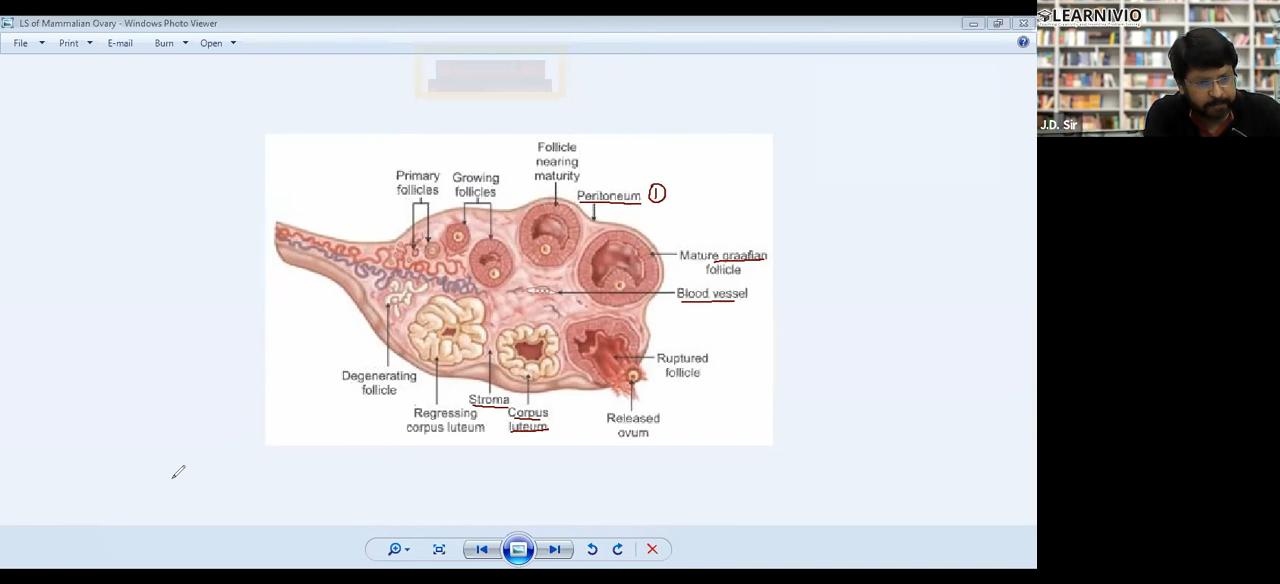 LS of Mammalian Ovary - Windows Photo Viewer
File Print E-mail Burn Open
LEARNIVIO
J.D. Sir
Follicle
nearing
maturity
Primary
follicles
Growing
follicles
Peritoneum 1
Mature graafian
follicle
Blood vessel
Ruptured
follicle
Degenerating
follicle
Stroma
Regressing
corpus luteum
Corpus
luteum
Released
ovum